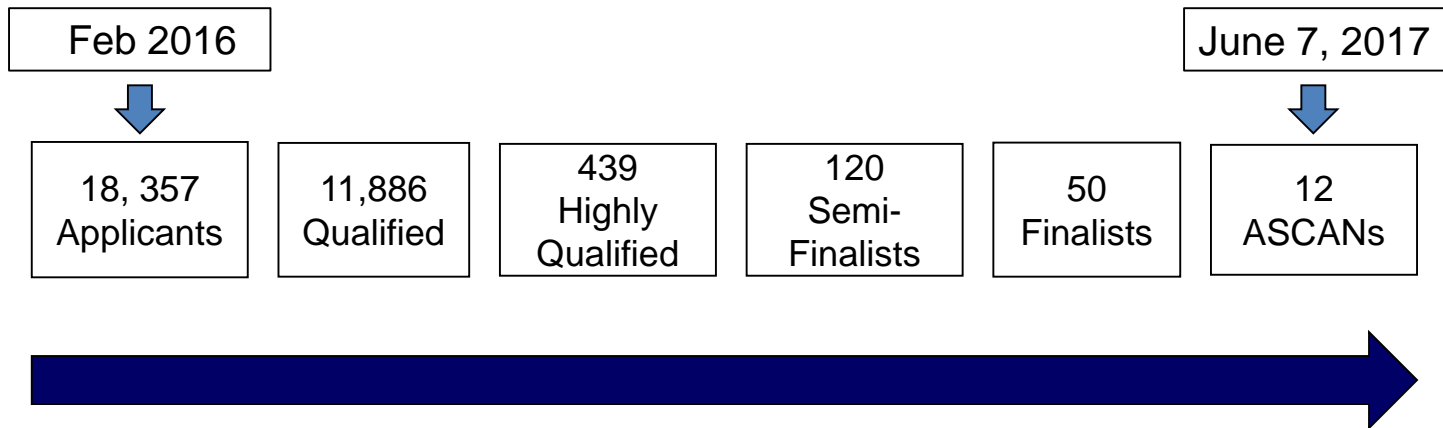 Feb 2016
June 7, 2017
18, 357
Applicants
11,886
Qualified
439
Highly
Qualified
120
Semi-
Finalists
50
Finalists
12
ASCANs